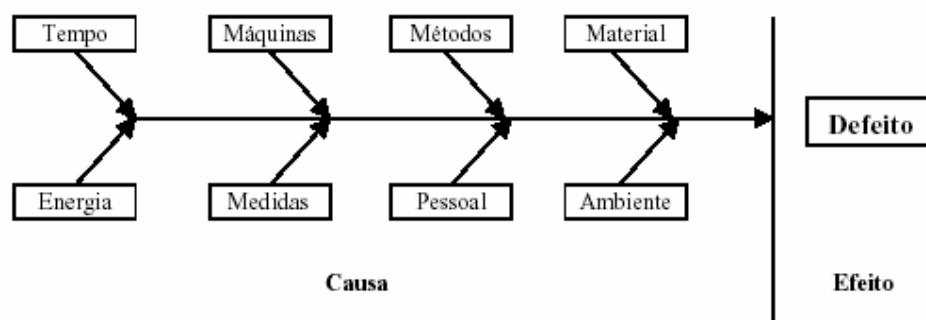 Tempo
Máquinas
Métodos
Material
Defeito
Energia
Medidas
Pessoal
Ambiente
Causa
Efeito